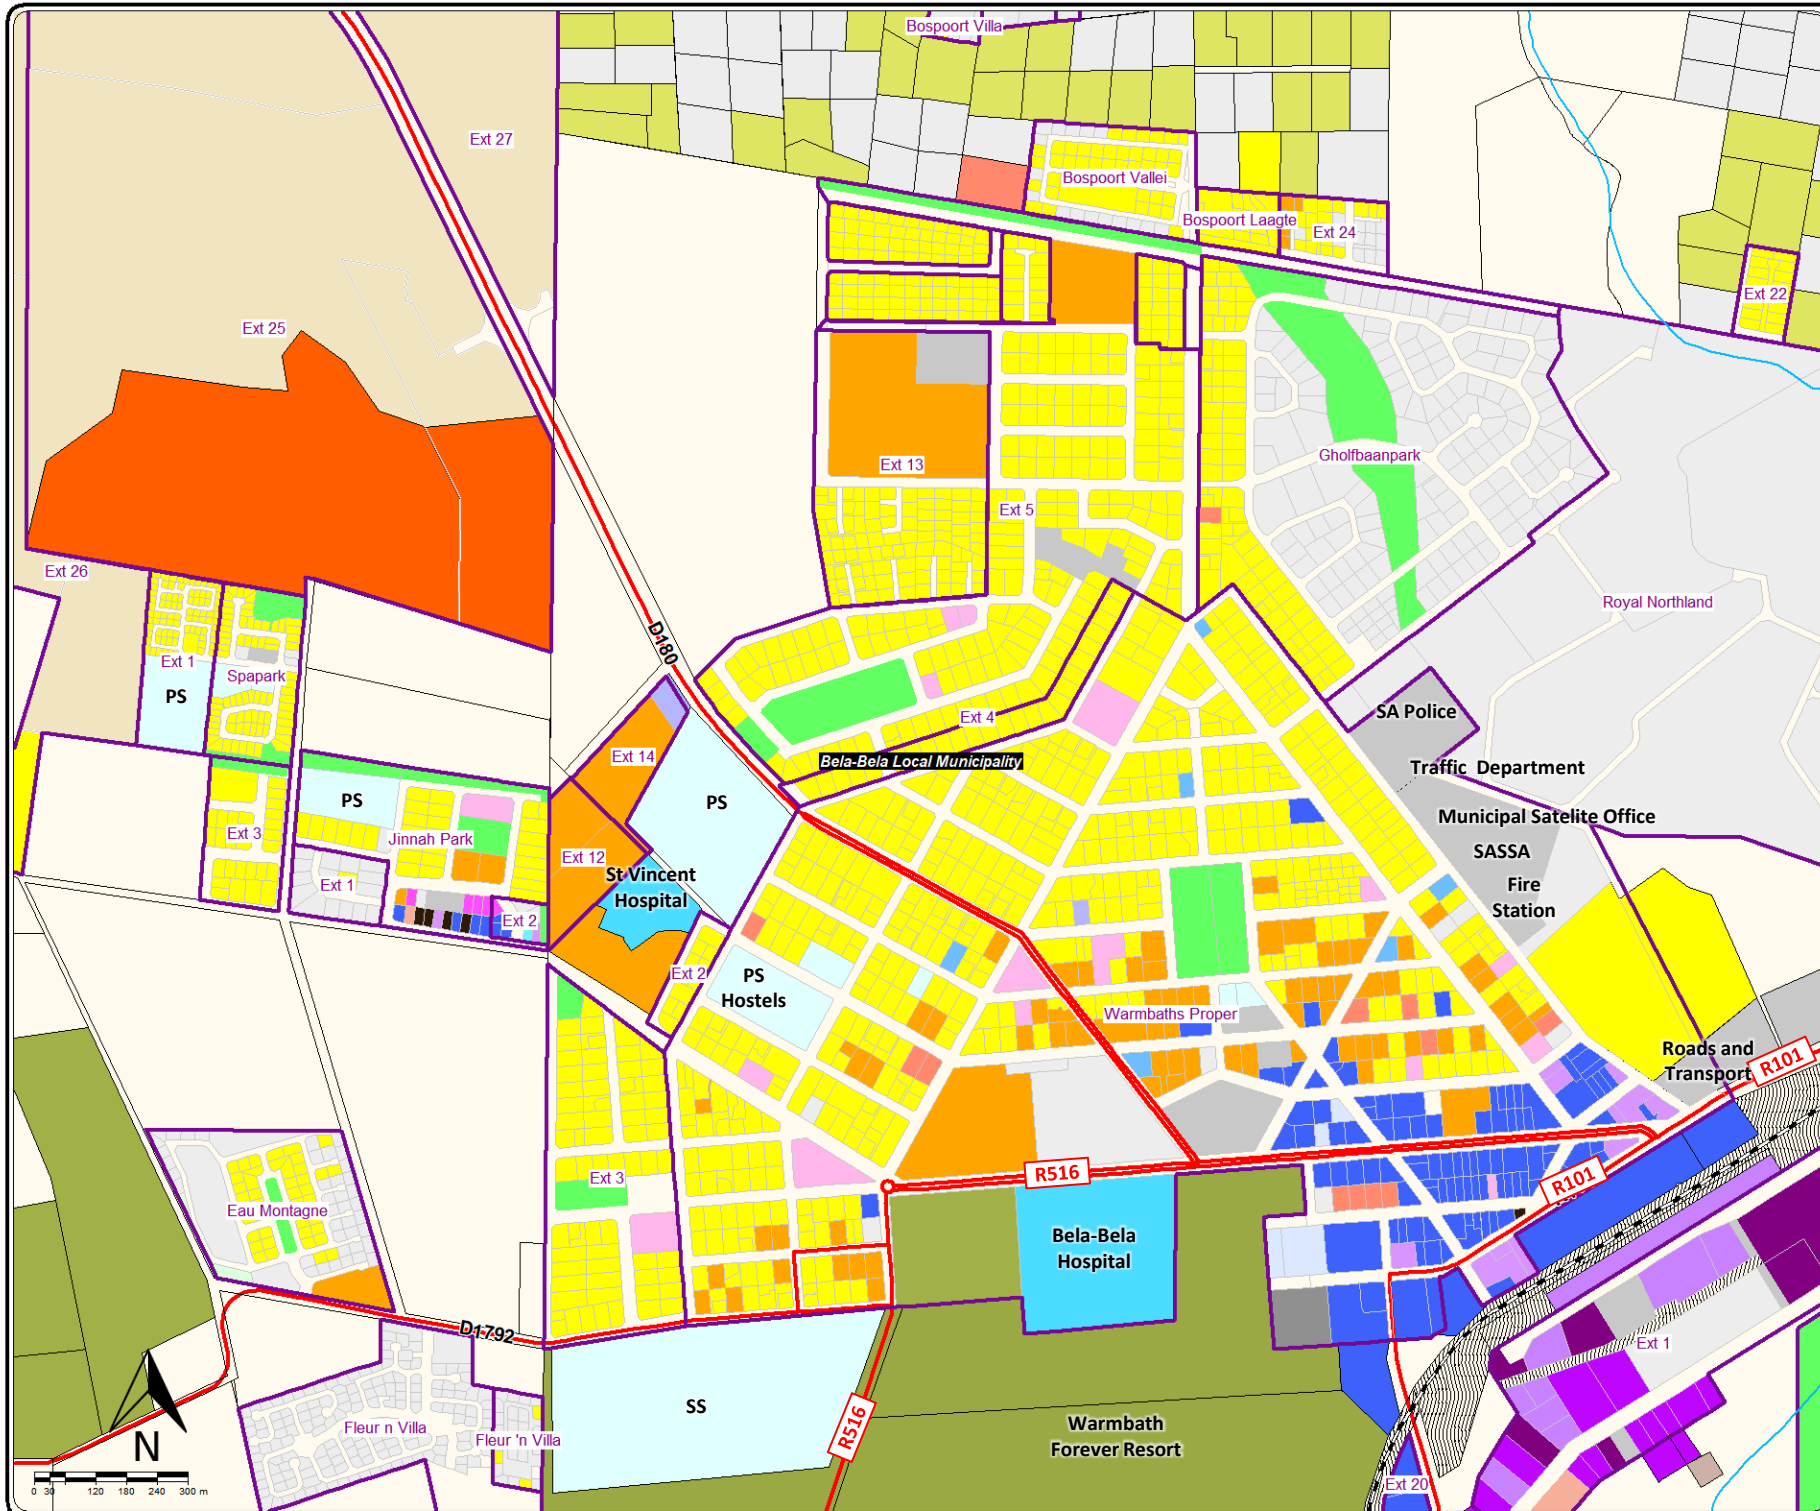 Bospoort Villa
Ext 27
Bospoort Vallei
Bospoort Laagte
Ext 24
Ext 22
Ext 25
Ext 13
Gholfbaanpark
Ext 5
Ext 26
Royal Northland
D180
Ext 1
PS
Spapark
SA Police
Ext 4
Ext 14
Bela-Bela Local Municipality
Traffic Department
PS
PS
Municipal Satelite Office
Ext 3
Jinnah Park
SASSA
Ext 12
St Vincent
Hospital
Ext 1
Fire
Station
Ext 2
Ext 2
PS
Hostels
Warmbaths Proper
Roads and
Transport
R101
R516
Ext 3
R101
Eau Montagne
Bela-Bela
Hospital
D1792
Ext 1
SS
R516
Warmbath
Forever Resort
Fleur n Villa
Fleur 'n Villa
N
Ext 20
0 30 120 180 240 300 m